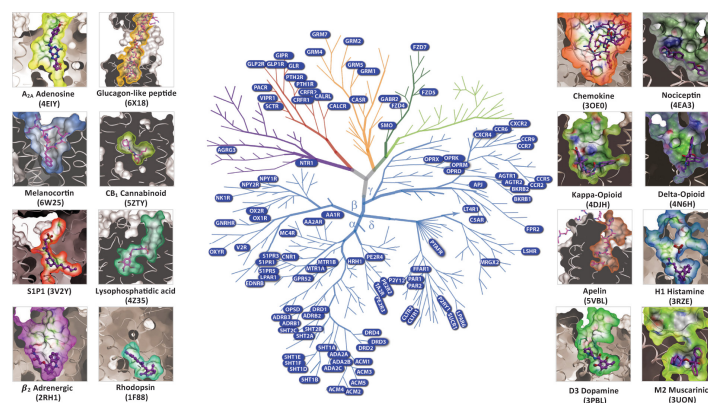 A2A Adenosine
(4EIY)
Glucagon-like peptide
(6X18)
Melanocortin
(6W25)
CB1 Cannabinoid
(5ZTY)
S1P1 (3V2Y)
Lysophosphatidic acid
(4Z35)
β2 Adrenergic
(2RH1)
Rhodopsin
(1F88)
GRM7
GRM2
GRM4
GRM5
GRM1
FZD7
GIPR
GLP2R
GLP1R
GLR
PTH2R
PTH1R
PACR
CRFR2
VIPR1
CALRL
CRFR1
SCTR
CALCR
CASR
GABR2
FZD4
FZD5
SMO
AGRG3
NTR1
CXCR2
CCR6
CXCR4
CCR9
CCR7
OPRX
OPRK
OPRM
OPRD
AGTR1
AGTR2
CCR5
CCR2
APJ
BKRB2
BKRB1
NPY1R
NPY2R
NK1R
OX2R
OX1R
GNRHR
AA1R
AA2AR
LT4R1
C5AR
FPR2
OXYR
V2R
MC4R
LSHR
MRGX2
β
γ
α
δ
PTAFR
S1PR3
S1PR1
CNR1
S1PR5
LPAR1
EDNRB
GPR52
MTR1B
MTR1A
HRH1
PE2R4
P2Y12
FFAR1
PAR1
PAR2
OPSD
DRD1
ADRB3
ADRB2
ADRB1
5HT2C
5HT2B
5HT2A
5HT1A
ADA2A
5HT1E
5HT1F
ADA2B
5HT1D
ADA2C
5HT1B
DRD4
DRD3
DRD2
ACM1
ACM3
ACM5
ACM4
ACM2
Chemokine
(3OE0)
Nociceptin
(4EA3)
Kappa-Opioid
(4DJH)
Delta-Opioid
(4N6H)
Apelin
(5VBL)
H1 Histamine
(3RZE)
D3 Dopamine
(3PBL)
M2 Muscarinic
(3UON)